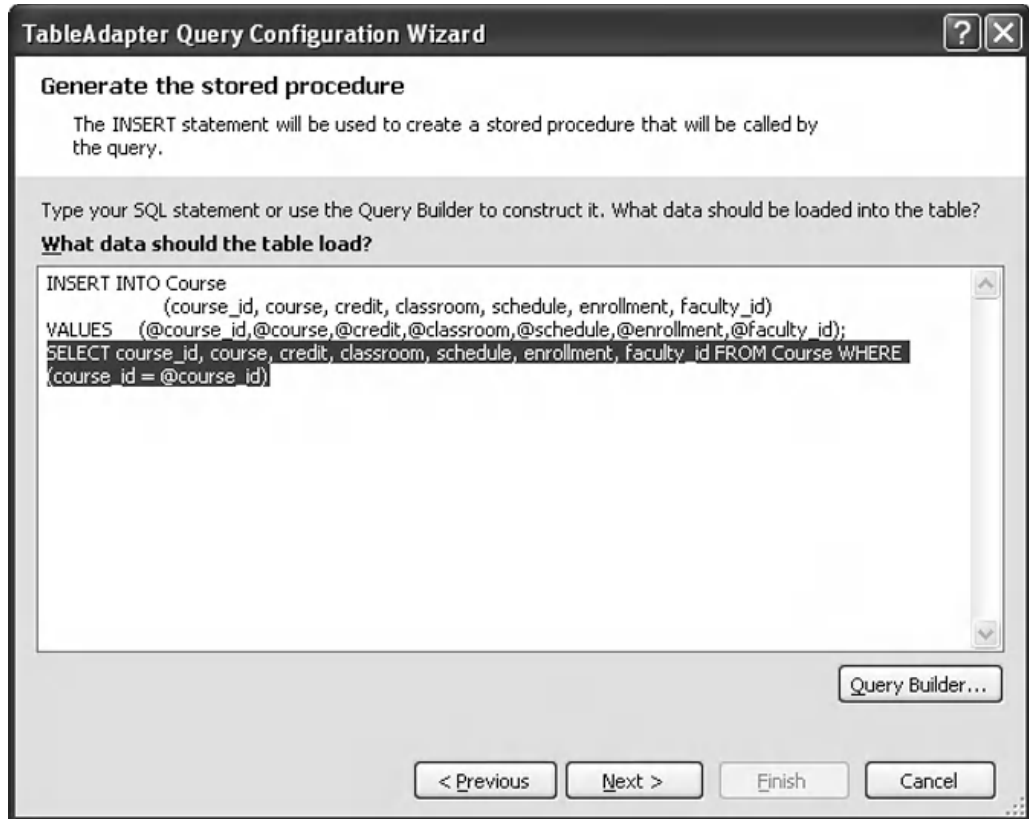 TableAdapter Query Configuration Wizard
Generate the stored procedure
The INSERT statement will be used to create a stored procedure that will be called by
the query.
Type your SQL statement or use the Query Builder to construct it. What data should be loaded into the table?
What data should the table load?
INSERT INTO Course
(course_id, course, credit, classroom, schedule, enrollment, faculty_id)
VALUES (@course_id,@course,@credit,@classroom,@schedule,@enrollment,@faculty_id);
SELECT course_id, course, credit, classroom, schedule, enrollment, faculty_id FROM Course WHERE
(course_id = @course_id)
Query Builder...
< Previous Next > Finish Cancel